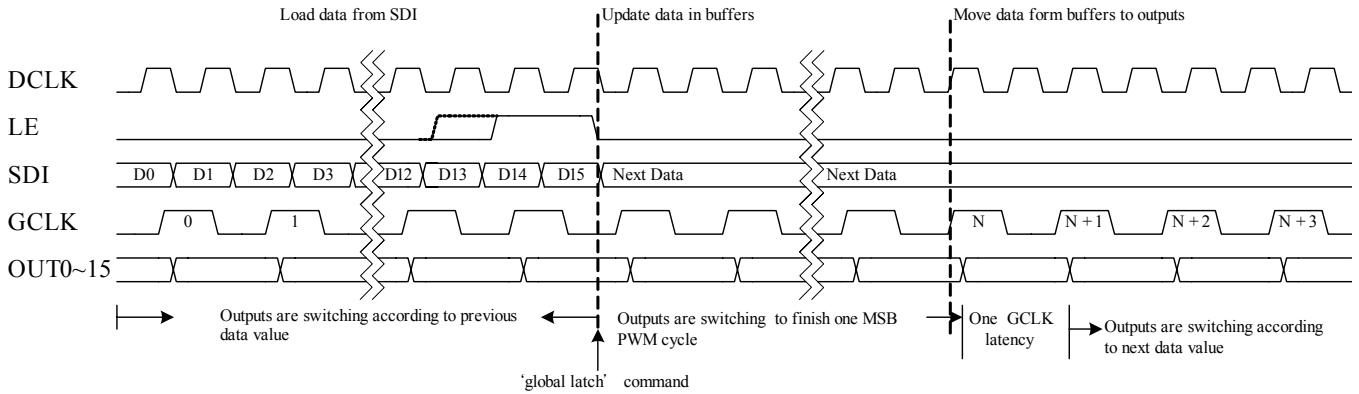 Load data from SDI
Update data in buffers
Move data form buffers to outputs
DCLK
LE
SDI D0 D1 D2 D3 D12 D13 D14 D15 Next Data Next Data
GCLK 0 1 N N + 1 N + 2 N + 3
OUT0~15
Outputs are switching according to previous
data value
Outputs are switching to finish one MSB
PWM cycle
One GCLK
latency
Outputs are switching according
to next data value
‘global latch’ command